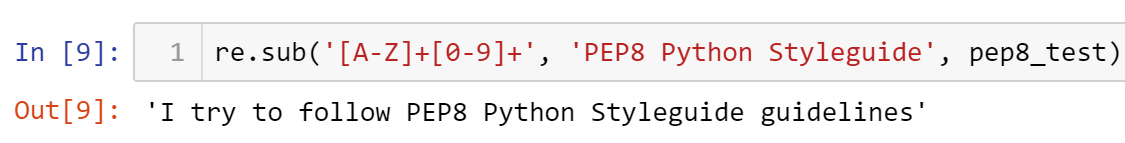 In [9]: 1 re.sub('[A-Z]+[0-9]+', 'PEP8 Python Styleguide', pep8_test)
Out[9]: 'I try to follow PEP8 Python Styleguide guidelines'